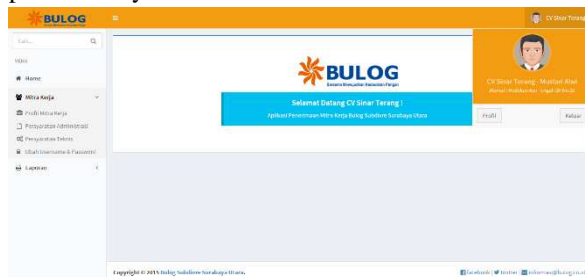 BULOG
CV Sinar Terang
Cari...
MENU
Home
Mitra Kerja
Profil Mitra Kerja
Persyaratan Administrasi
Persyaratan Teknis
Ubah Username & Password
Laporan
BULOG
Selamat Datang CV Sinar Terang !
Aplikasi Penerimaan Mitra Kerja Bulog Subdivre Surabaya Utara
CV Sinar Terang - Mustari Alwi
Profil
Keluar
Copyright © 2015 Bulog Subdivre Surabaya Utara.
facebook | twitter |